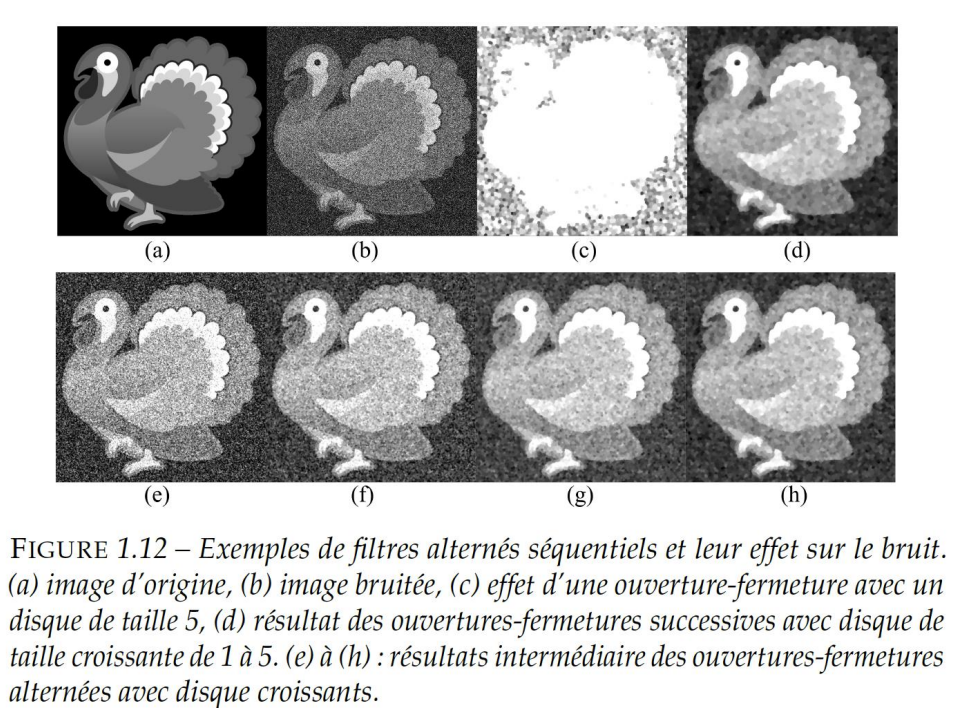 (a) (b) (c) (d)
(e) (f) (g) (h)
FIGURE 1.12 – Exemples de filtres alternés séquentiels et leur effet sur le bruit.
(a) image d'origine, (b) image bruitée, (c) effet d'une ouverture-fermeture avec un
disque de taille 5, (d) résultat des ouvertures-fermetures successives avec disque de
taille croissante de 1 à 5. (e) à (h) : résultats intermédiaire des ouvertures-fermetures
alternées avec disque croissants.